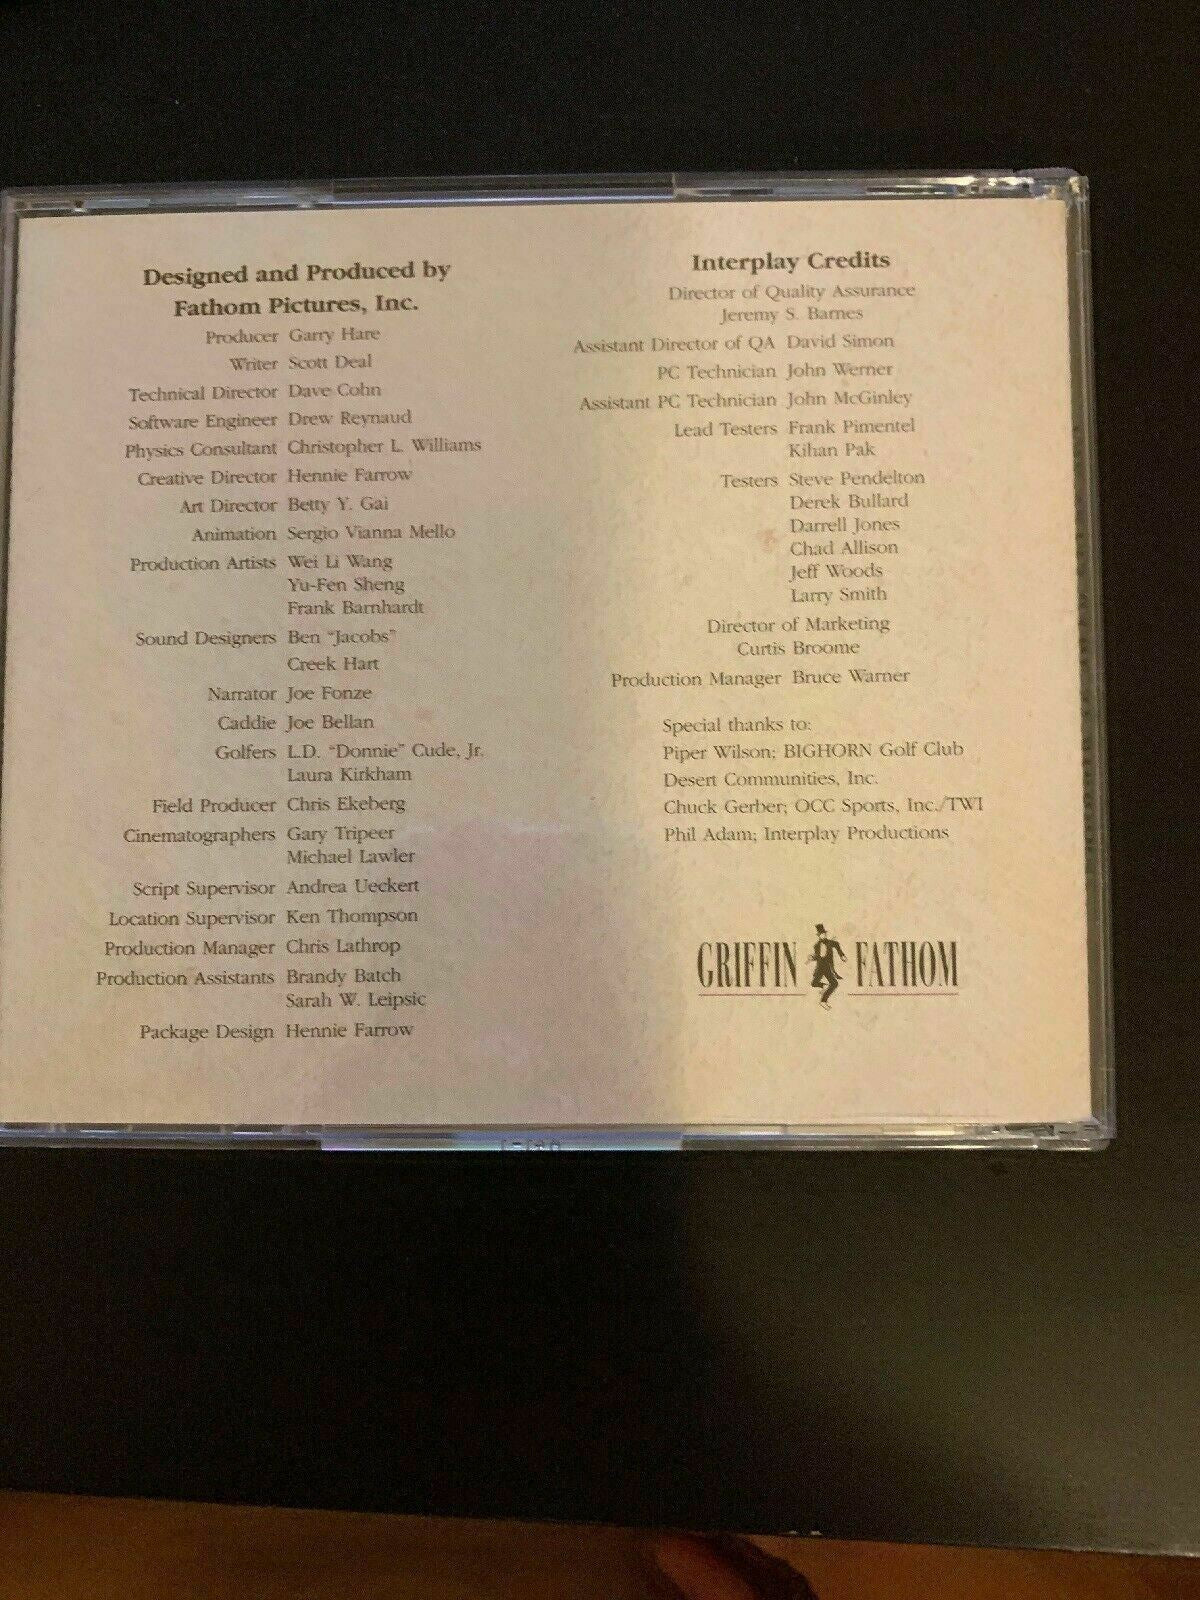 Designed and Produced by
Fathom Pictures, Inc.
Producer Garry Hare
Writer Scott Deal
Technical Director Dave Cohn
Software Engineer Drew Reynaud
Physics Consultant Christopher L. Williams
Creative Director Hennie Farrow
Art Director Betty Y. Gai
Animation Sergio Vianna Mello
Production Artists Wei Li Wang
Yu-Fen Sheng
Frank Barnhardt
Sound Designers Ben "Jacobs"
Creek Hart
Narrator Joe Fonze
Caddie Joe Bellan
Golfers L.D. "Donnie" Cude, Jr.
Laura Kirkham
Field Producer Chris Ekeberg
Cinematographers Gary Tripeer
Michael Lawler
Script Supervisor Andrea Ueckert
Location Supervisor Ken Thompson
Production Manager Chris Lathrop
Production Assistants Brandy Batch
Sarah W. Leipsic
Package Design Hennie Farrow
Interplay Credits
Director of Quality Assurance
Jeremy S. Barnes
Assistant Director of QA David Simon
PC Technician John Werner
Assistant PC Technician John McGinley
Lead Testers Frank Pimentel
Kihan Pak
Testers Steve Pendelton
Derek Bullard
Darrell Jones
Chad Allison
Jeff Woods
Larry Smith
Director of Marketing
Curtis Broome
Production Manager Bruce Warner
Special thanks to:
Piper Wilson; BIGHORN Golf Club
Desert Communities, Inc.
Chuck Gerber; OCC Sports, Inc./TWI
Phil Adam; Interplay Productions
GRIFFIN FATHOM